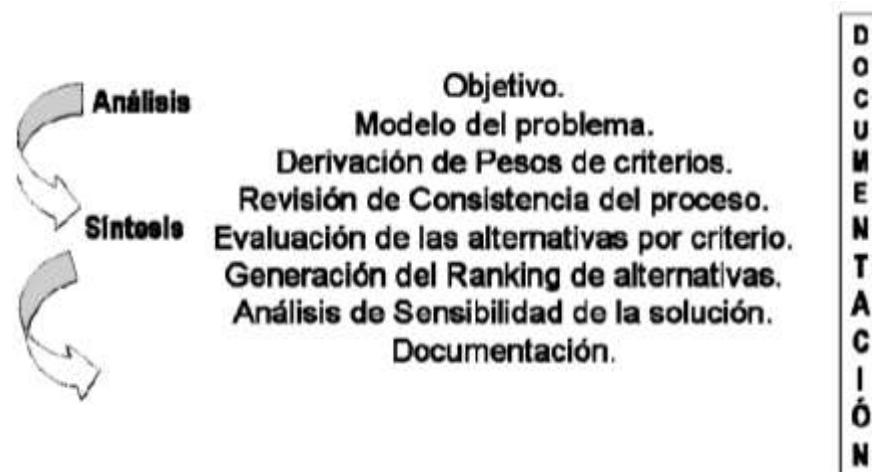 Análisis
Síntesis
Objetivo.
Modelo del problema.
Derivación de Pesos de criterios.
Revisión de Consistencia del proceso.
Evaluación de las alternativas por criterio.
Generación del Ranking de alternativas.
Análisis de Sensibilidad de la solución.
Documentación.
DOCUMENTACIÓN